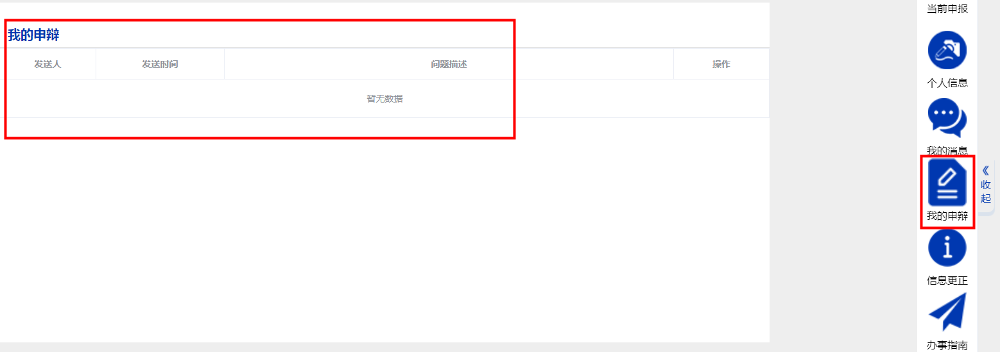 我的申辩
发送人 发送时间 问题描述 操作
暂无数据
当前申报
个人信息
我的消息
我的申辩
信息更正
办事指南
《
收
起